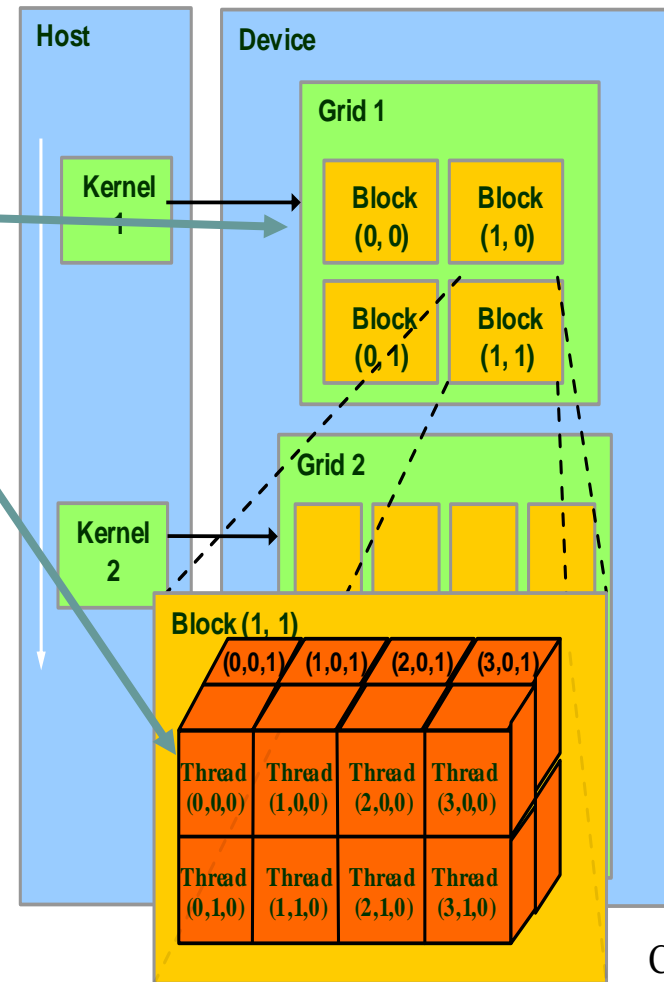 Host
Device
Grid 1
Kernel
1
Block
(0, 0)
Block
(1, 0)
Block
(0, 1)
Block
(1, 1)
Grid 2
Kernel
2
Block (1, 1)
(0,0,1) (1,0,1) (2,0,1) (3,0,1)
Thread
(0,0,0)
Thread
(1,0,0)
Thread
(2,0,0)
Thread
(3,0,0)
Thread
(0,1,0)
Thread
(1,1,0)
Thread
(2,1,0)
Thread
(3,1,0)